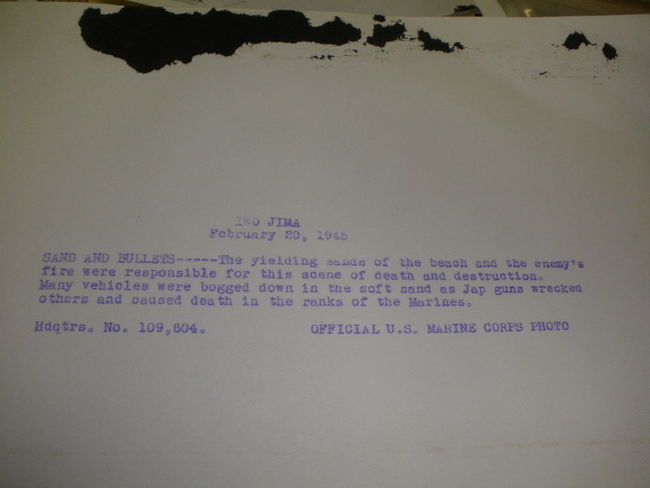 IWO JIMA
February 20, 1945
SAND AND BULLETS-----The yielding sands of the beach and the enemy's
fire were responsible for this scene of death and destruction.
Many vehicles were bogged down in the soft sand as Jap guns wrecked
others and caused death in the ranks of the Marines.
Hdqtrs. No. 109,604. OFFICIAL U.S. MARINE CORPS PHOTO